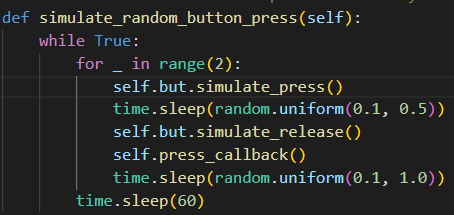 def simulate_random_button_press(self):
    while True:
        for _ in range(2):
            self.but.simulate_press()
            time.sleep(random.uniform(0.1, 0.5))
            self.but.simulate_release()
            self.press_callback()
            time.sleep(random.uniform(0.1, 1.0))
        time.sleep(60)